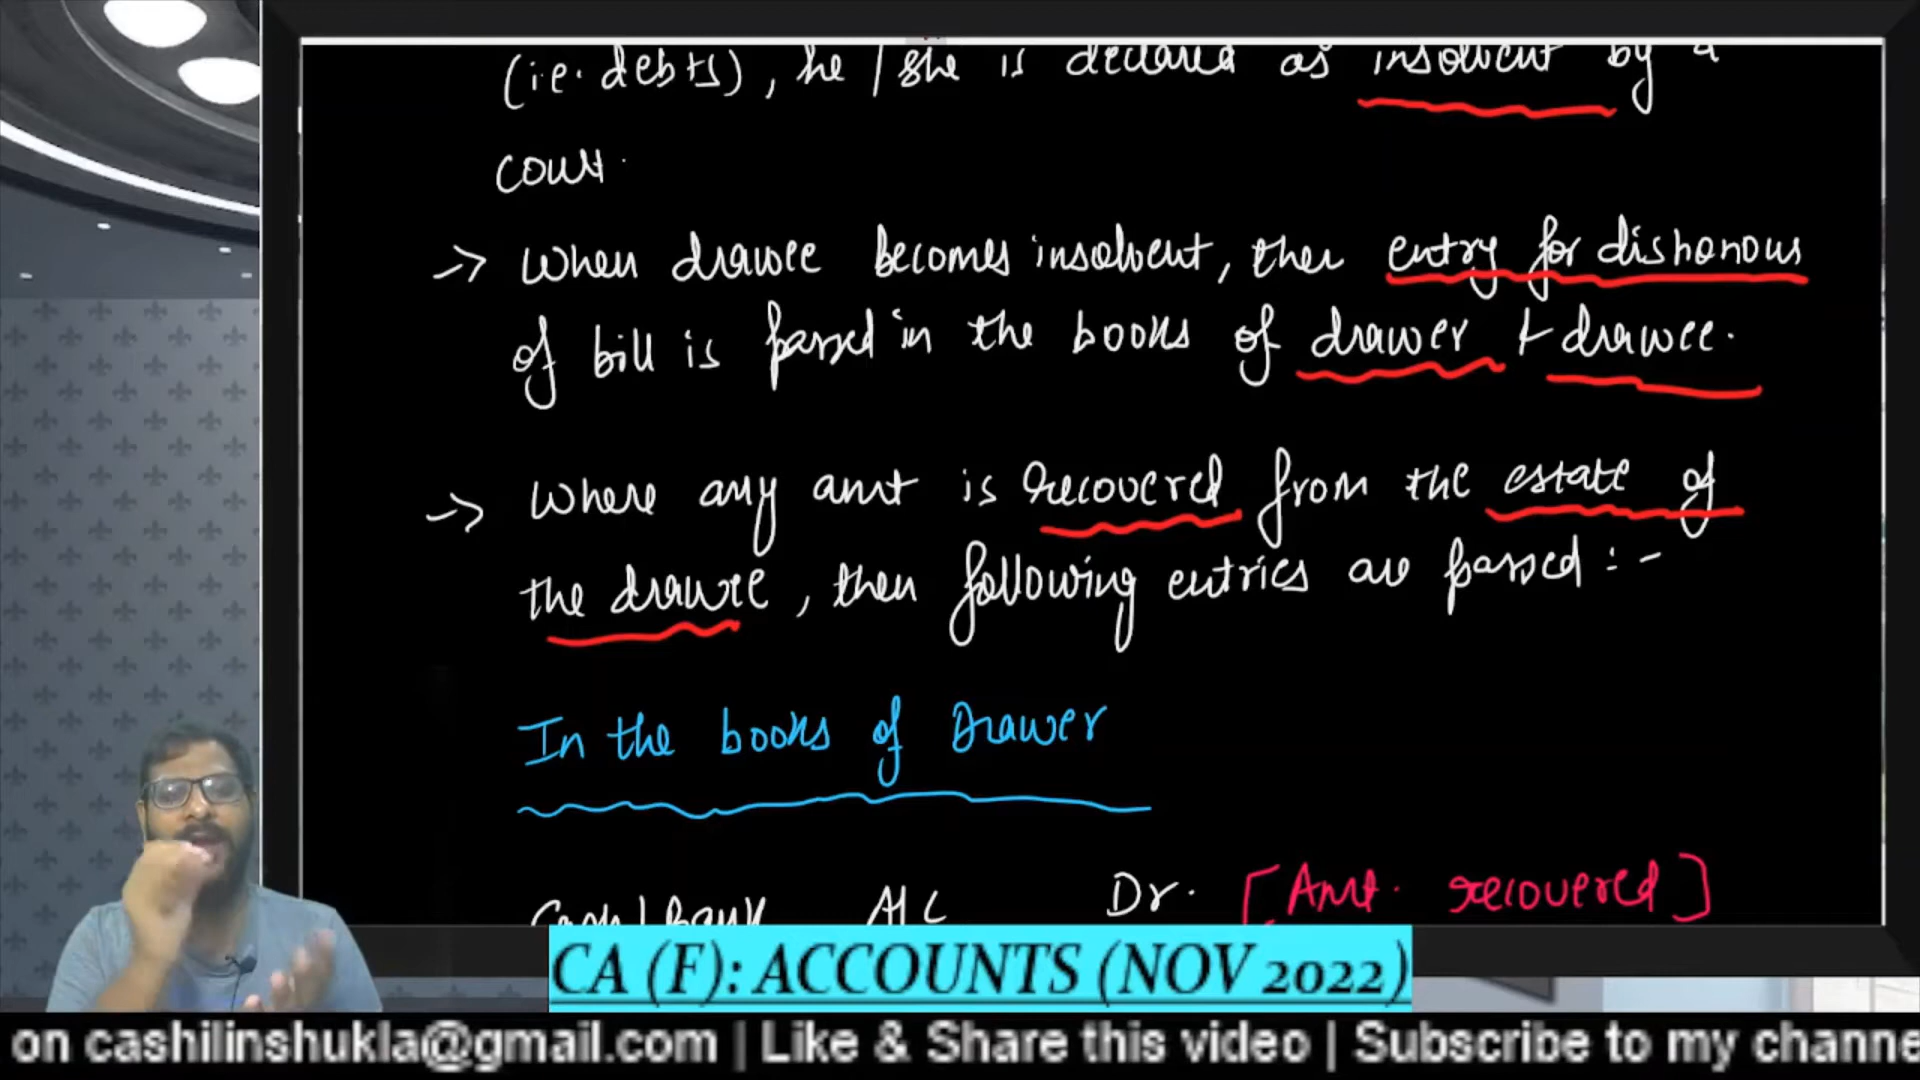 (i.e. debts), he / she is declared as insolvent by a
court.
-> When drawee becomes insolvent, then entry for dishonour
of bill is passed in the books of drawer + drawee.
-> Where any amt is recovered from the estate of
the drawee, then following entries are passed :-
In the books of Drawer
Cash / Bank A/C Dr. [Amt. recovered]
CA (F): ACCOUNTS (NOV 2022)
on cashilinshukla@gmail.com | Like & Share this video | Subscribe to my channe